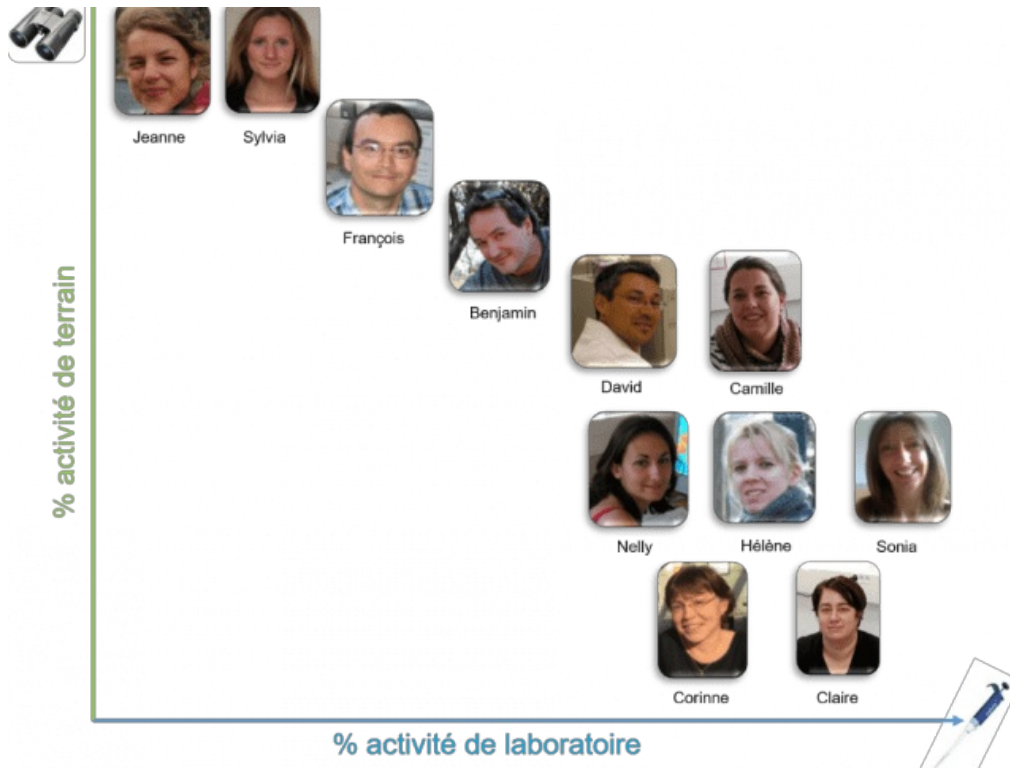 Jeanne
Sylvia
François
Benjamin
David
Camille
Nelly
Hélène
Sonia
Corinne
Claire
% activité de terrain
% activité de laboratoire